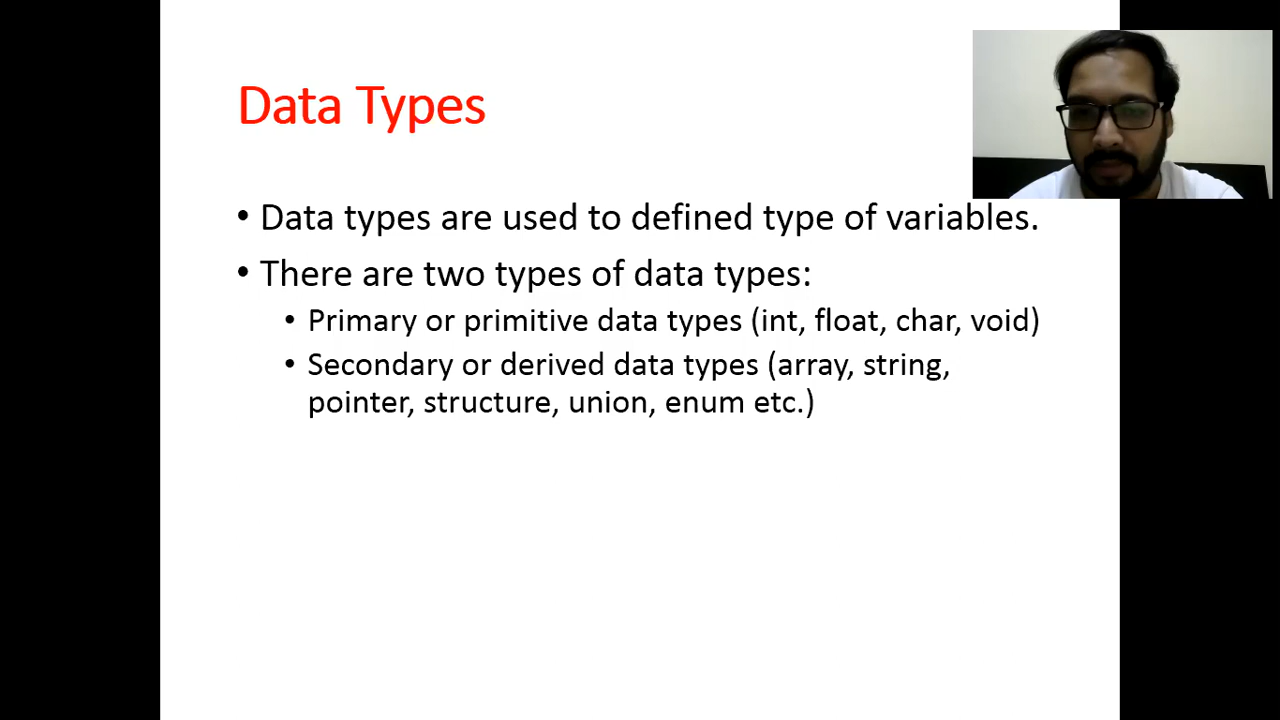 Data Types
• Data types are used to defined type of variables.
• There are two types of data types:
• Primary or primitive data types (int, float, char, void)
• Secondary or derived data types (array, string,
pointer, structure, union, enum etc.)